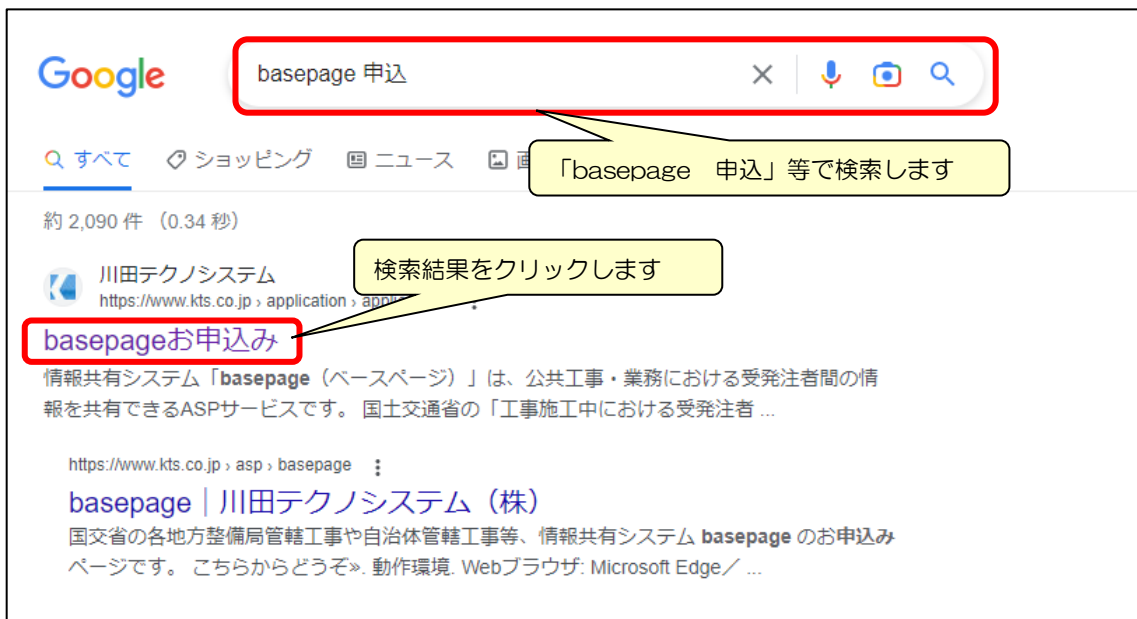 Google
basepage 申込
すべて ショッピング ニュース 画
「basepage　申込」等で検索します
約 2,090 件 （0.34 秒）
検索結果をクリックします
川田テクノシステム
https://www.kts.co.jp › application ›
basepageお申込み
情報共有システム「basepage（ベースページ）」は、公共工事・業務における受発注者間の情
報を共有できるASPサービスです。 国土交通省の「工事施工中における受発注者 ...
https://www.kts.co.jp › asp › basepage
basepage｜川田テクノシステム（株）
国交省の各地方整備局管轄工事や自治体管轄工事等、情報共有システム basepage のお申込み
ページです。 こちらからどうぞ». 動作環境. Webブラウザ: Microsoft Edge／ ...